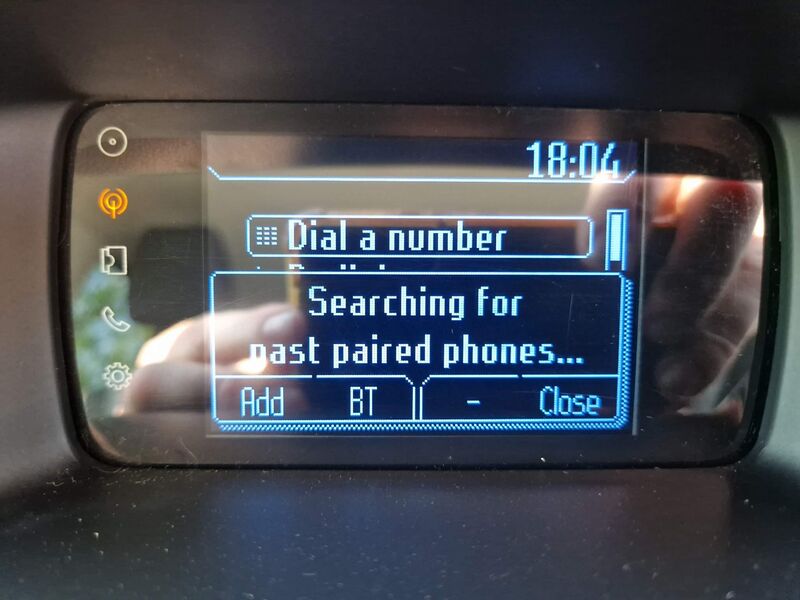 18:04
Dial a number
Searching for
past paired phones...
Add BT - Close